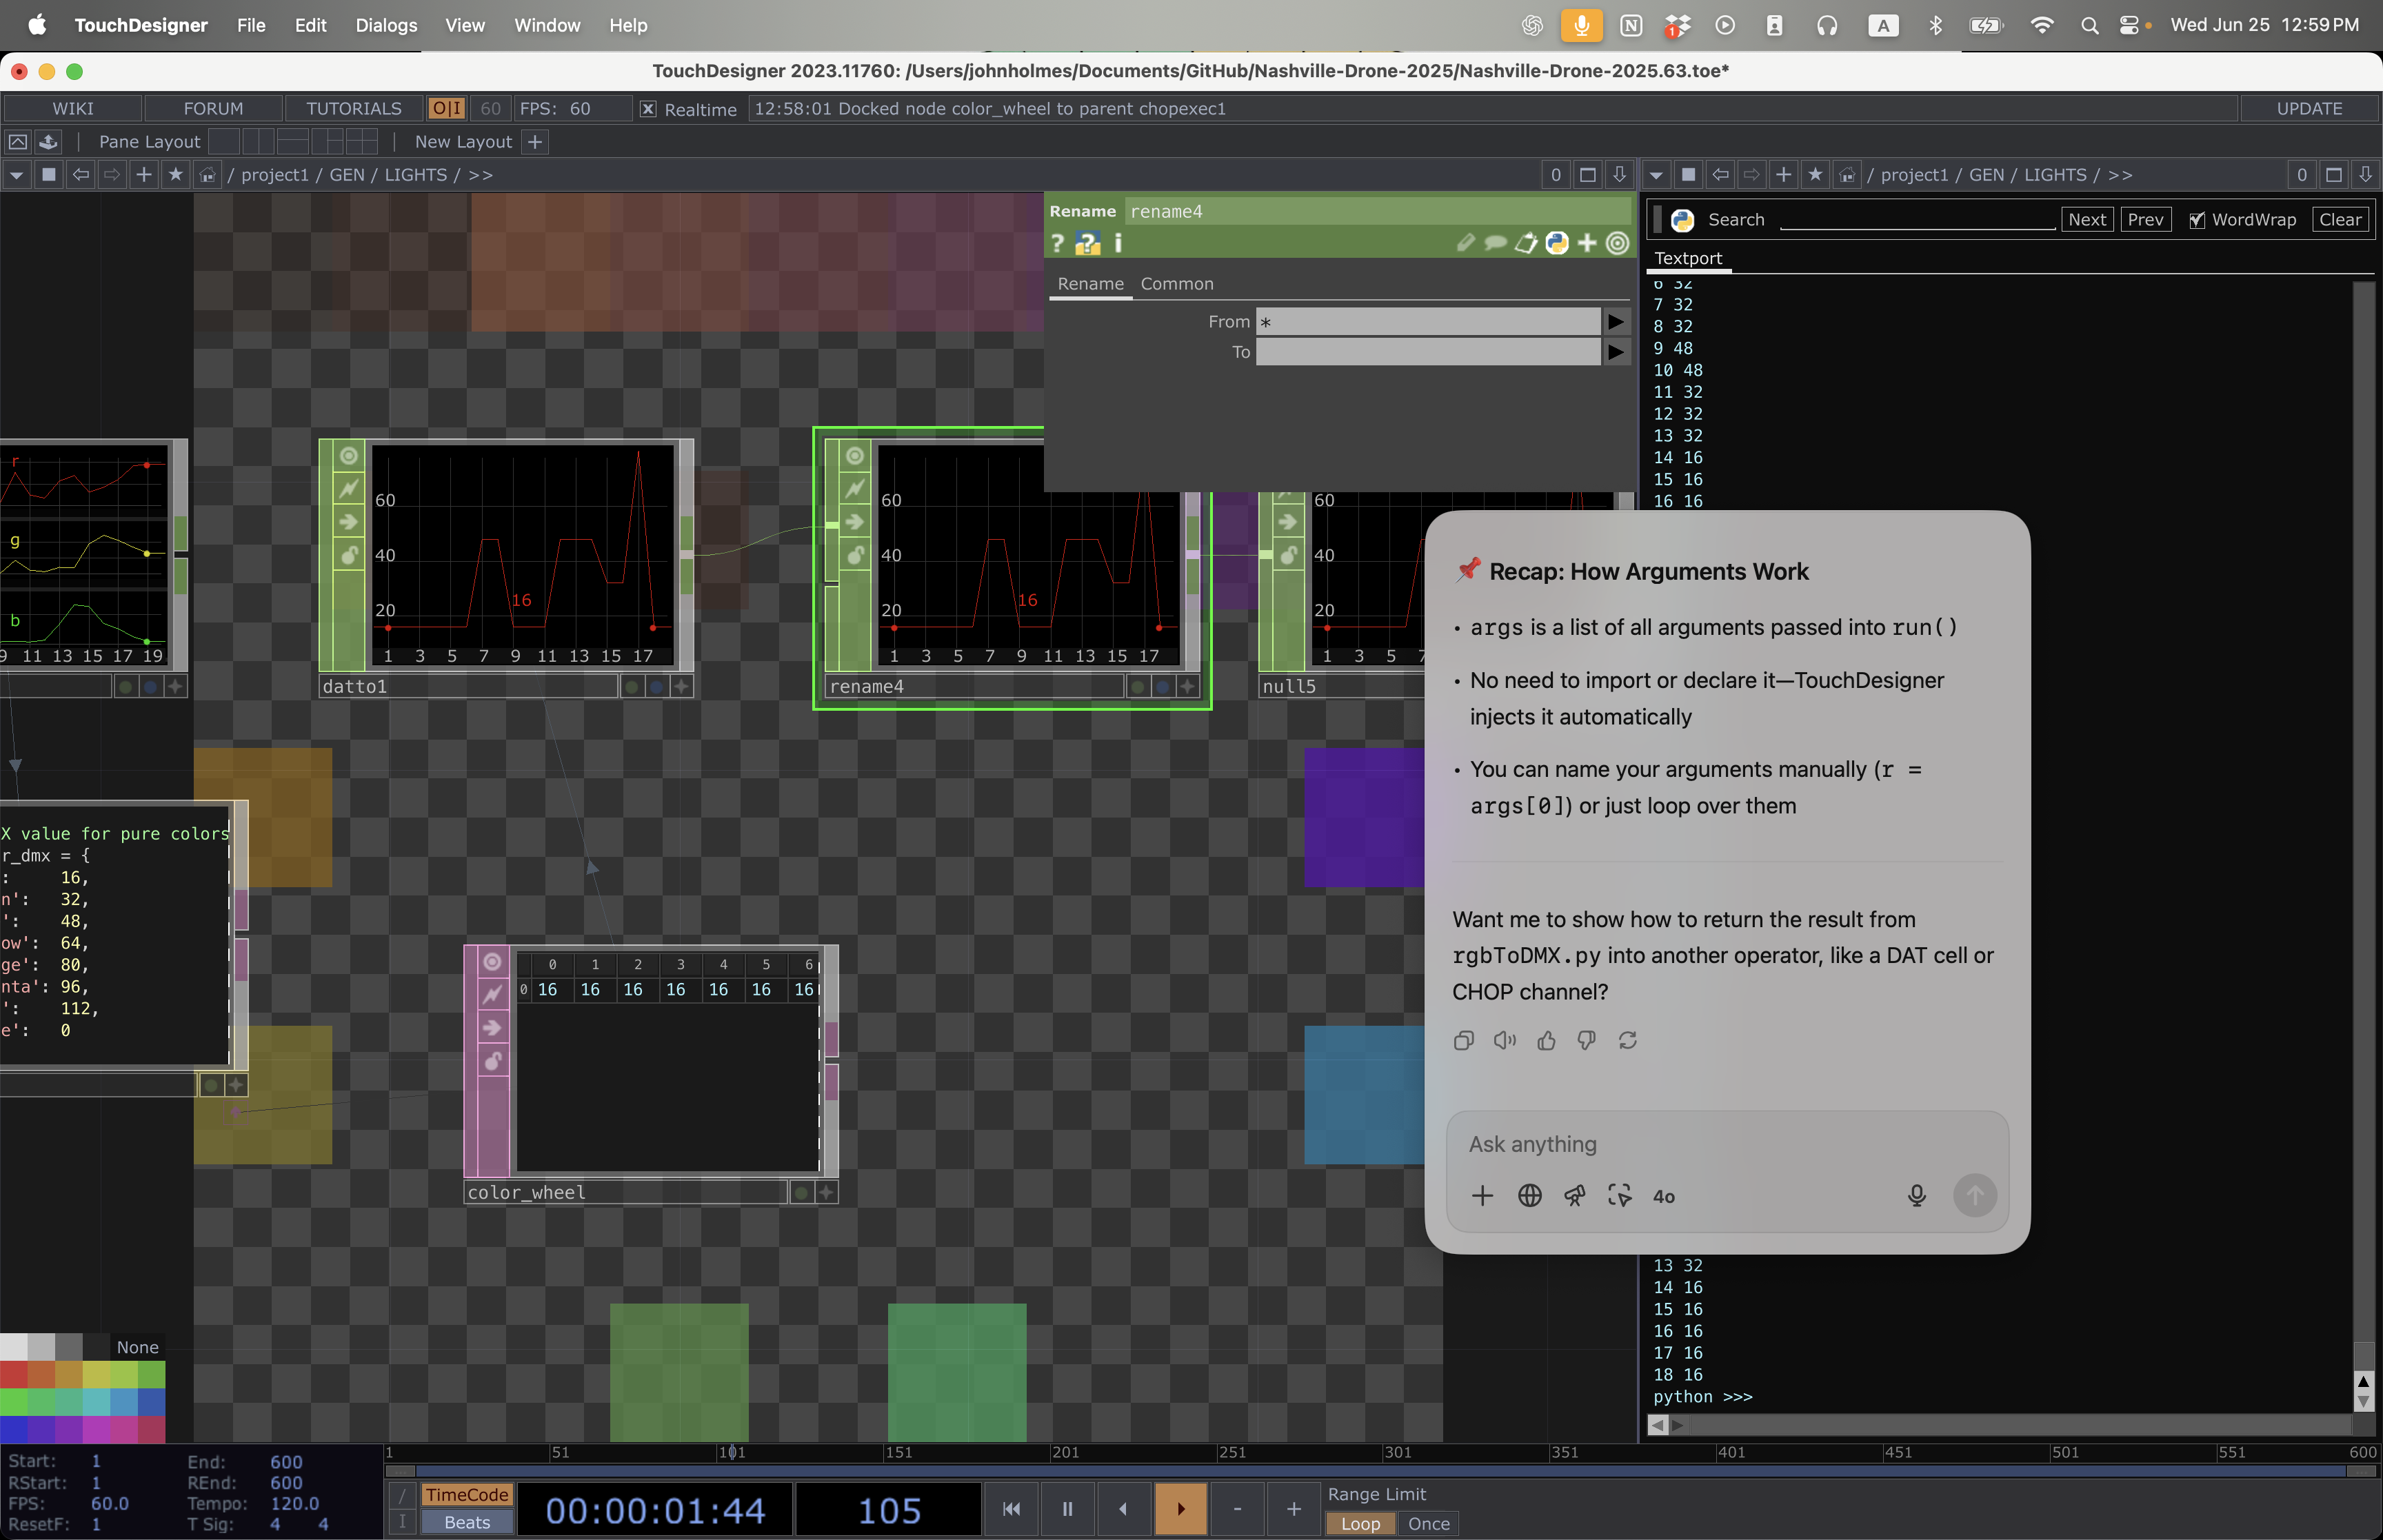 TouchDesigner File Edit Dialogs View Window Help
1 A Wed Jun 25 12:59 PM
TouchDesigner 2023.11760: /Users/johnholmes/Documents/GitHub/Nashville-Drone-2025/Nashville-Drone-2025.63.toe*
WIKI FORUM TUTORIALS O|I 60 FPS: 60 Realtime 12:58:01 Docked node color_wheel to parent chopexec1 UPDATE
Pane Layout New Layout +
/ project1 / GEN / LIGHTS / >> 0
/ project1 / GEN / LIGHTS / >> 0
Rename rename4
? ? i
Rename Common
From *
To
Search Next Prev WordWrap Clear
Textport
6 32
7 32
8 32
9 48
10 48
11 32
12 32
13 32
14 16
15 16
16 16
r
g
b
9 11 13 15 17 19
60
40
20
16
1 3 5 7 9 11 13 15 17
datto1
60
40
20
16
1 3 5 7 9 11 13 15 17
rename4
60
40
20
1 3 5 7
null5
X value for pure colors
r_dmx = {
: 16,
n': 32,
': 48,
ow': 64,
ge': 80,
nta': 96,
': 112,
e': 0
0 1 2 3 4 5 6
0 16 16 16 16 16 16 16
color_wheel
📌 Recap: How Arguments Work
• args is a list of all arguments passed into run()
• No need to import or declare it—TouchDesigner
injects it automatically
• You can name your arguments manually (r =
args[0]) or just loop over them
Want me to show how to return the result from
rgbToDMX.py into another operator, like a DAT cell or
CHOP channel?
Ask anything
4o
13 32
14 16
15 16
16 16
17 16
18 16
python >>>
None
1 51 101 151 201 251 301 351 401 451 501 551 600
Start: 1 End: 600
RStart: 1 REnd: 600
FPS: 60.0 Tempo: 120.0
ResetF: 1 T Sig: 4 4
/
I
TimeCode
Beats
00:00:01:44 105
- +
Range Limit
Loop Once